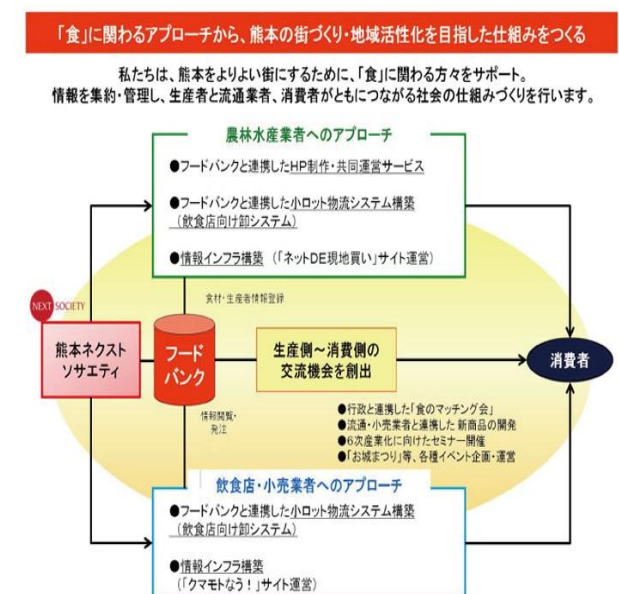 「食」に関わるアプローチから、熊本の街づくり・地域活性化を目指した仕組みをつくる
私たちは、熊本をよりよい街にするために、「食」に関わる方々をサポート。
情報を集約・管理し、生産者と流通業者、消費者がともにつながる社会の仕組みづくりを行います。
農林水産業者へのアプローチ
●フードバンクと連携したHP制作・共同運営サービス
●フードバンクと連携した小ロット物流システム構築
(飲食店向け卸システム)
●情報インフラ構築 (「ネットDE現地買い」サイト運営)
NEXT SOCIETY
食材・生産者情報登録
熊本ネクスト
ソサエティ
フード
バンク
生産側～消費側の
交流機会を創出
消費者
情報閲覧・
発注
●行政と連携した「食のマッチング会」
●流通・小売業者と連携した 新商品の開発
●6次産業化に向けたセミナー開催
●「お城まつり」等、各種イベント企画・運営
飲食店・小売業者へのアプローチ
●フードバンクと連携した小ロット物流システム構築
(飲食店向け卸システム)
●情報インフラ構築
(「クマモトなう！」サイト運営)